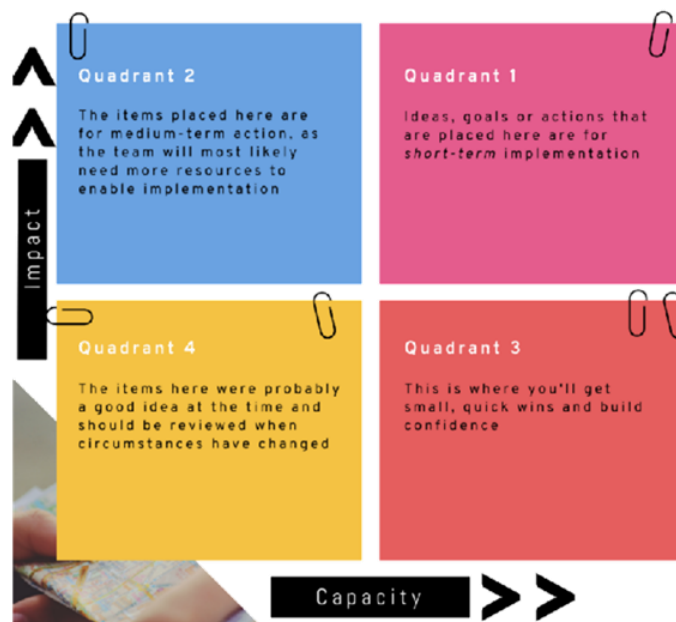 Quadrant 2
The items placed here are
for medium-term action, as
the team will most likely
need more resources to
enable implementation
Quadrant 1
Ideas, goals or actions that
are placed here are for
short-term implementation
Impact
Quadrant 4
The items here were probably
a good idea at the time and
should be reviewed when
circumstances have changed
Quadrant 3
This is where you'll get
small, quick wins and build
confidence
Capacity